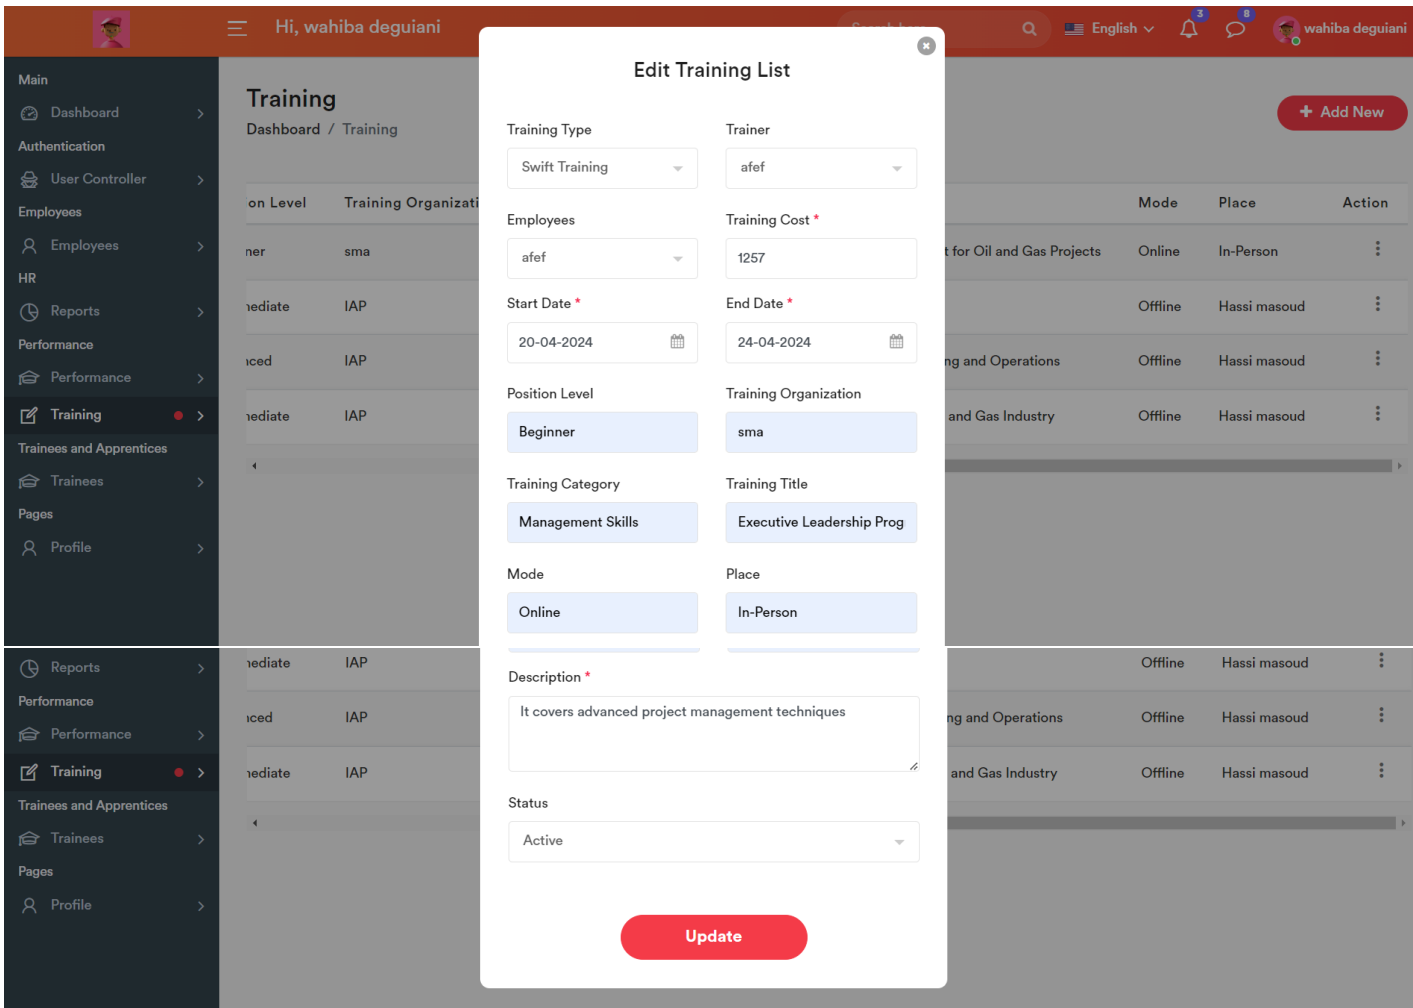 Hi, wahiba deguiani
English
3
8
wahiba deguiani
Main
Dashboard
Authentication
User Controller
Employees
Employees
HR
Reports
Performance
Performance
Training
Trainees and Apprentices
Trainees
Pages
Profile
Training
Dashboard / Training
+ Add New
on Level Training Organizati Mode Place Action
ner sma t for Oil and Gas Projects Online In-Person
nediate IAP Offline Hassi masoud
nced IAP ng and Operations Offline Hassi masoud
nediate IAP and Gas Industry Offline Hassi masoud
Edit Training List
Training Type Trainer
Swift Training afef
Employees Training Cost *
afef 1257
Start Date * End Date *
20-04-2024 24-04-2024
Position Level Training Organization
Beginner sma
Training Category Training Title
Management Skills Executive Leadership Prog
Mode Place
Online In-Person
Reports
Performance
Performance
Training
Trainees and Apprentices
Trainees
Pages
Profile
nediate IAP Offline Hassi masoud
nced IAP ng and Operations Offline Hassi masoud
nediate IAP and Gas Industry Offline Hassi masoud
Description *
It covers advanced project management techniques
Status
Active
Update